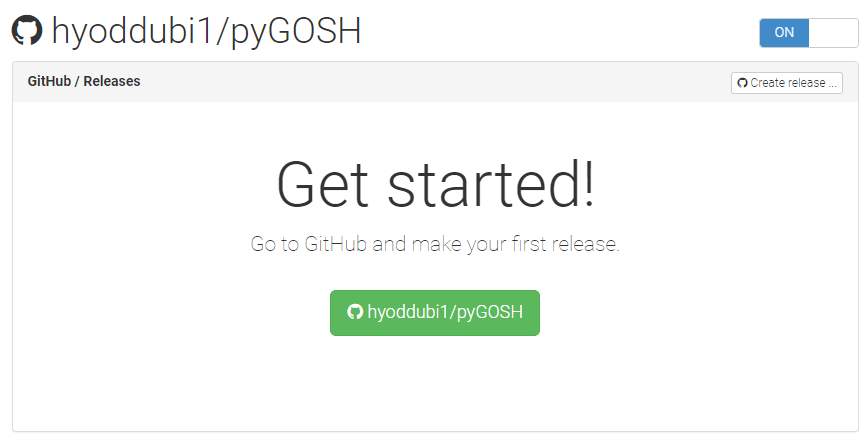 hyoddubi1/pyGOSH
ON
GitHub / Releases
Create release ...
Get started!
Go to GitHub and make your first release.
hyoddubi1/pyGOSH